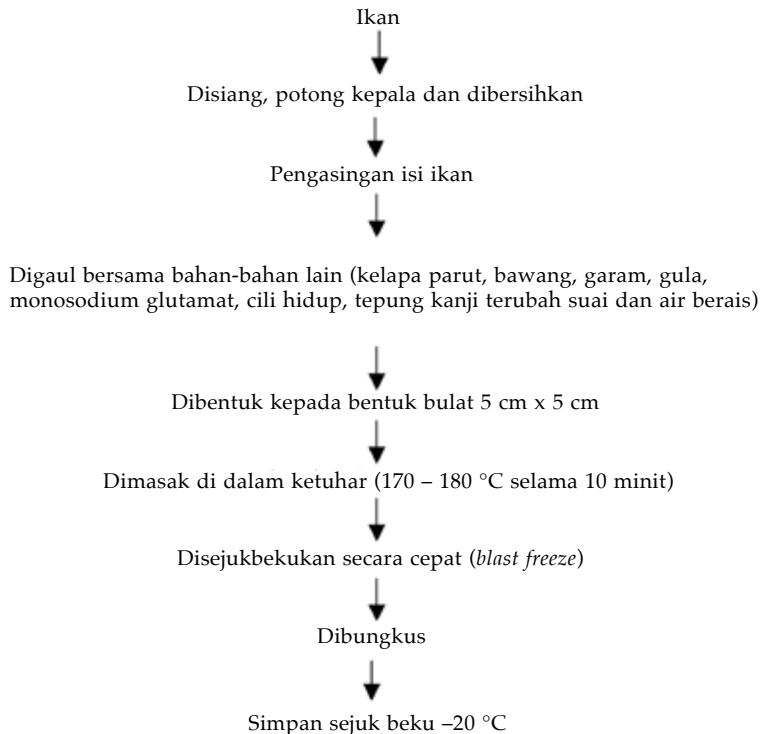 Ikan
Disiang, potong kepala dan dibersihkan
Pengasingan isi ikan
Digaul bersama bahan-bahan lain (kelapa parut, bawang, garam, gula,
monosodium glutamat, cili hidup, tepung kanji terubah suai dan air berais)
Dibentuk kepada bentuk bulat 5 cm x 5 cm
Dimasak di dalam ketuhar (170 – 180 °C selama 10 minit)
Disejukbekukan secara cepat (blast freeze)
Dibungkus
Simpan sejuk beku –20 °C